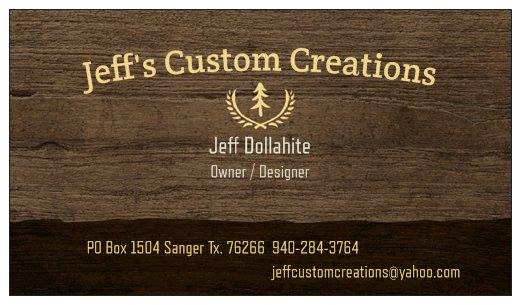 Jeff's Custom Creations
Jeff Dollahite
Owner / Designer
PO Box 1504 Sanger Tx. 76266 940-284-3764
jeffcustomcreations@yahoo.com